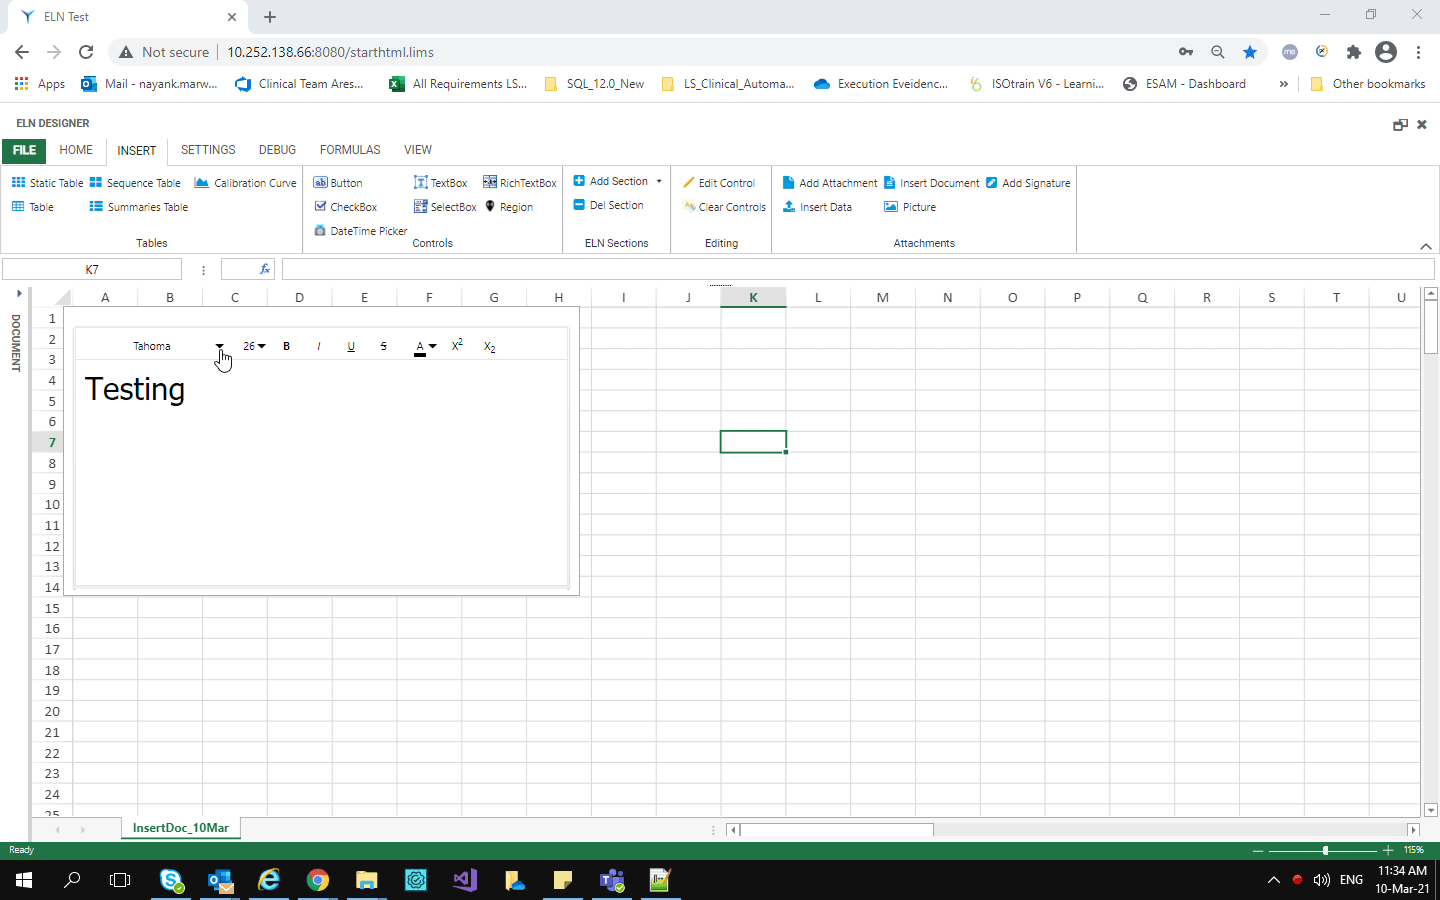 ELN Test
Not secure 10.252.138.66:8080/starthtml.lims
Apps Mail - nayank.marw... Clinical Team Ares... All Requirements LS... SQL_12.0_New LS_Clinical_Automa... Execution Eveidenc... ISOtrain V6 - Learni... ESAM - Dashboard » Other bookmarks
ELN DESIGNER
FILE HOME INSERT SETTINGS DEBUG FORMULAS VIEW
Static Table Sequence Table Calibration Curve Button TextBox RichTextBox Add Section Edit Control Add Attachment Insert Document Add Signature
Table Summaries Table CheckBox SelectBox Region Del Section Clear Controls Insert Data Picture
DateTime Picker
Tables Controls ELN Sections Editing Attachments
K7 fx
A B C D E F G H I J K L M N O P Q R S T U
DOCUMENT
1
2
3
4
5
6
7
8
9
10
11
12
13
14
15
16
17
18
19
20
21
22
23
24
25
Tahoma 26 B I U S A X2 X2
Testing
InsertDoc_10Mar
Ready 115%
ENG 11:34 AM
10-Mar-21